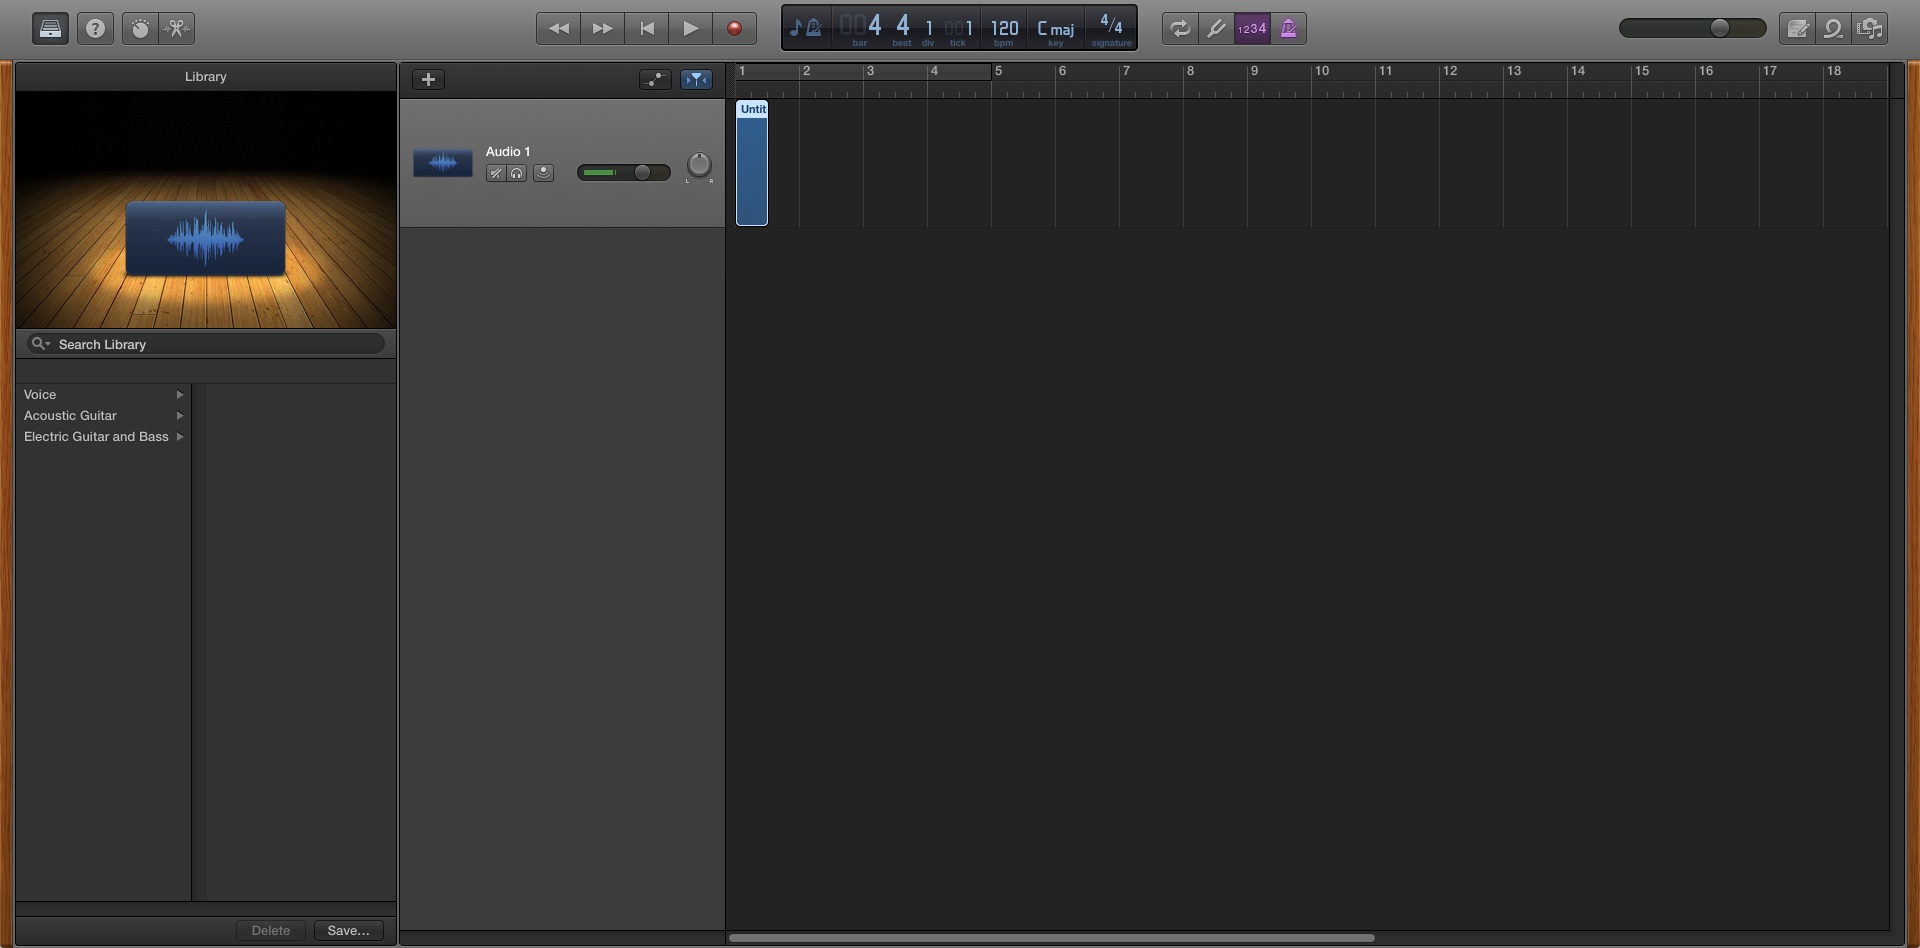 ?
4 4 1 1 120 C maj 4/4
bar beat div tick bpm key signature
1234
Library
1 2 3 4 5 6 7 8 9 10 11 12 13 14 15 16 17 18
Untit
Audio 1
L R
Search Library
Voice
Acoustic Guitar
Electric Guitar and Bass
Delete Save...